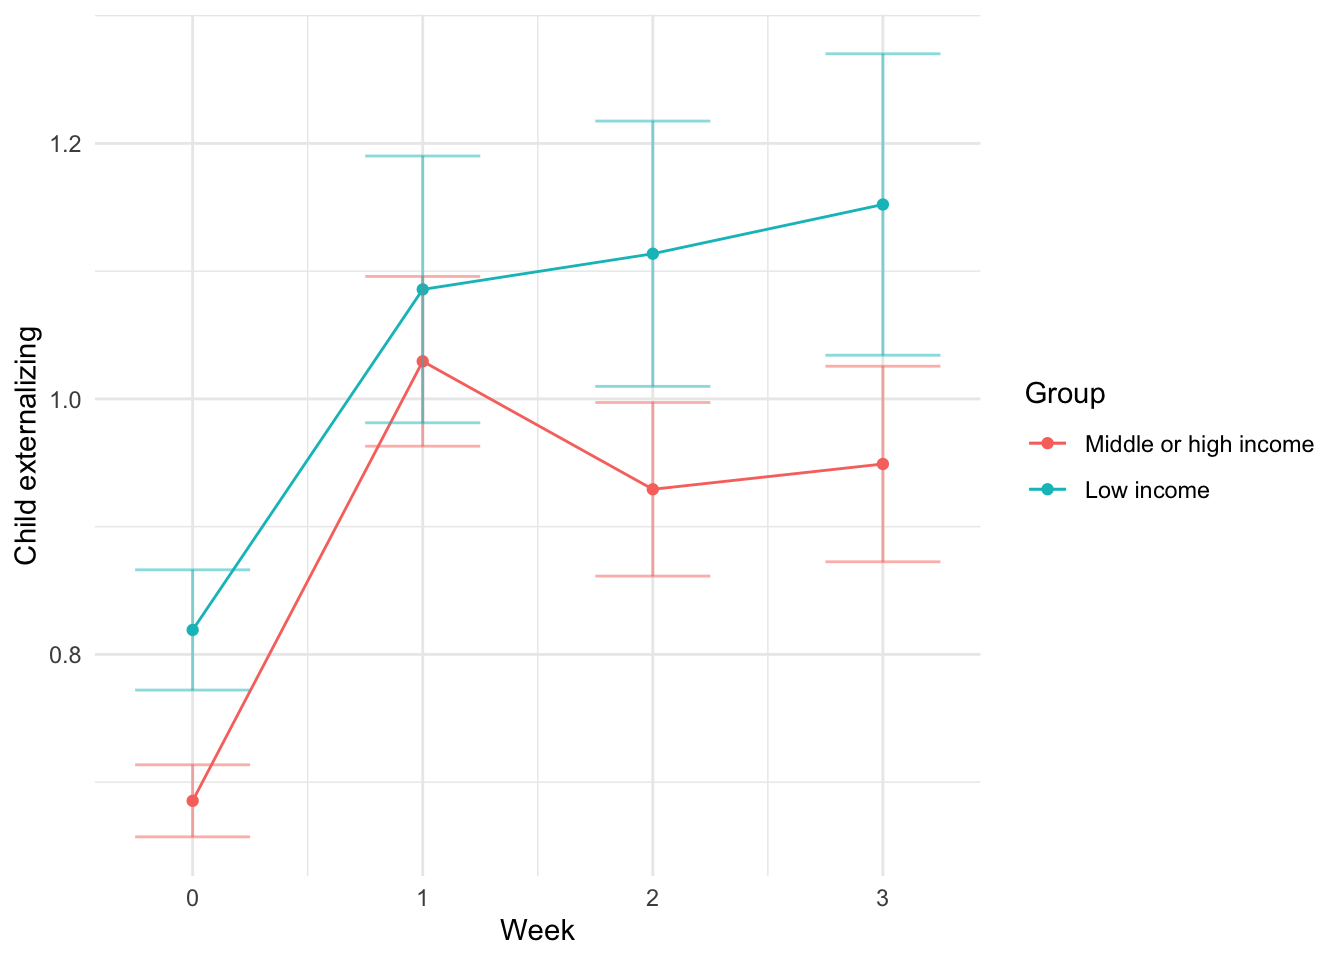 1.2
1.0
0.8
Child externalizing
0
1
2
3
Week
Group
Middle or high income
Low income